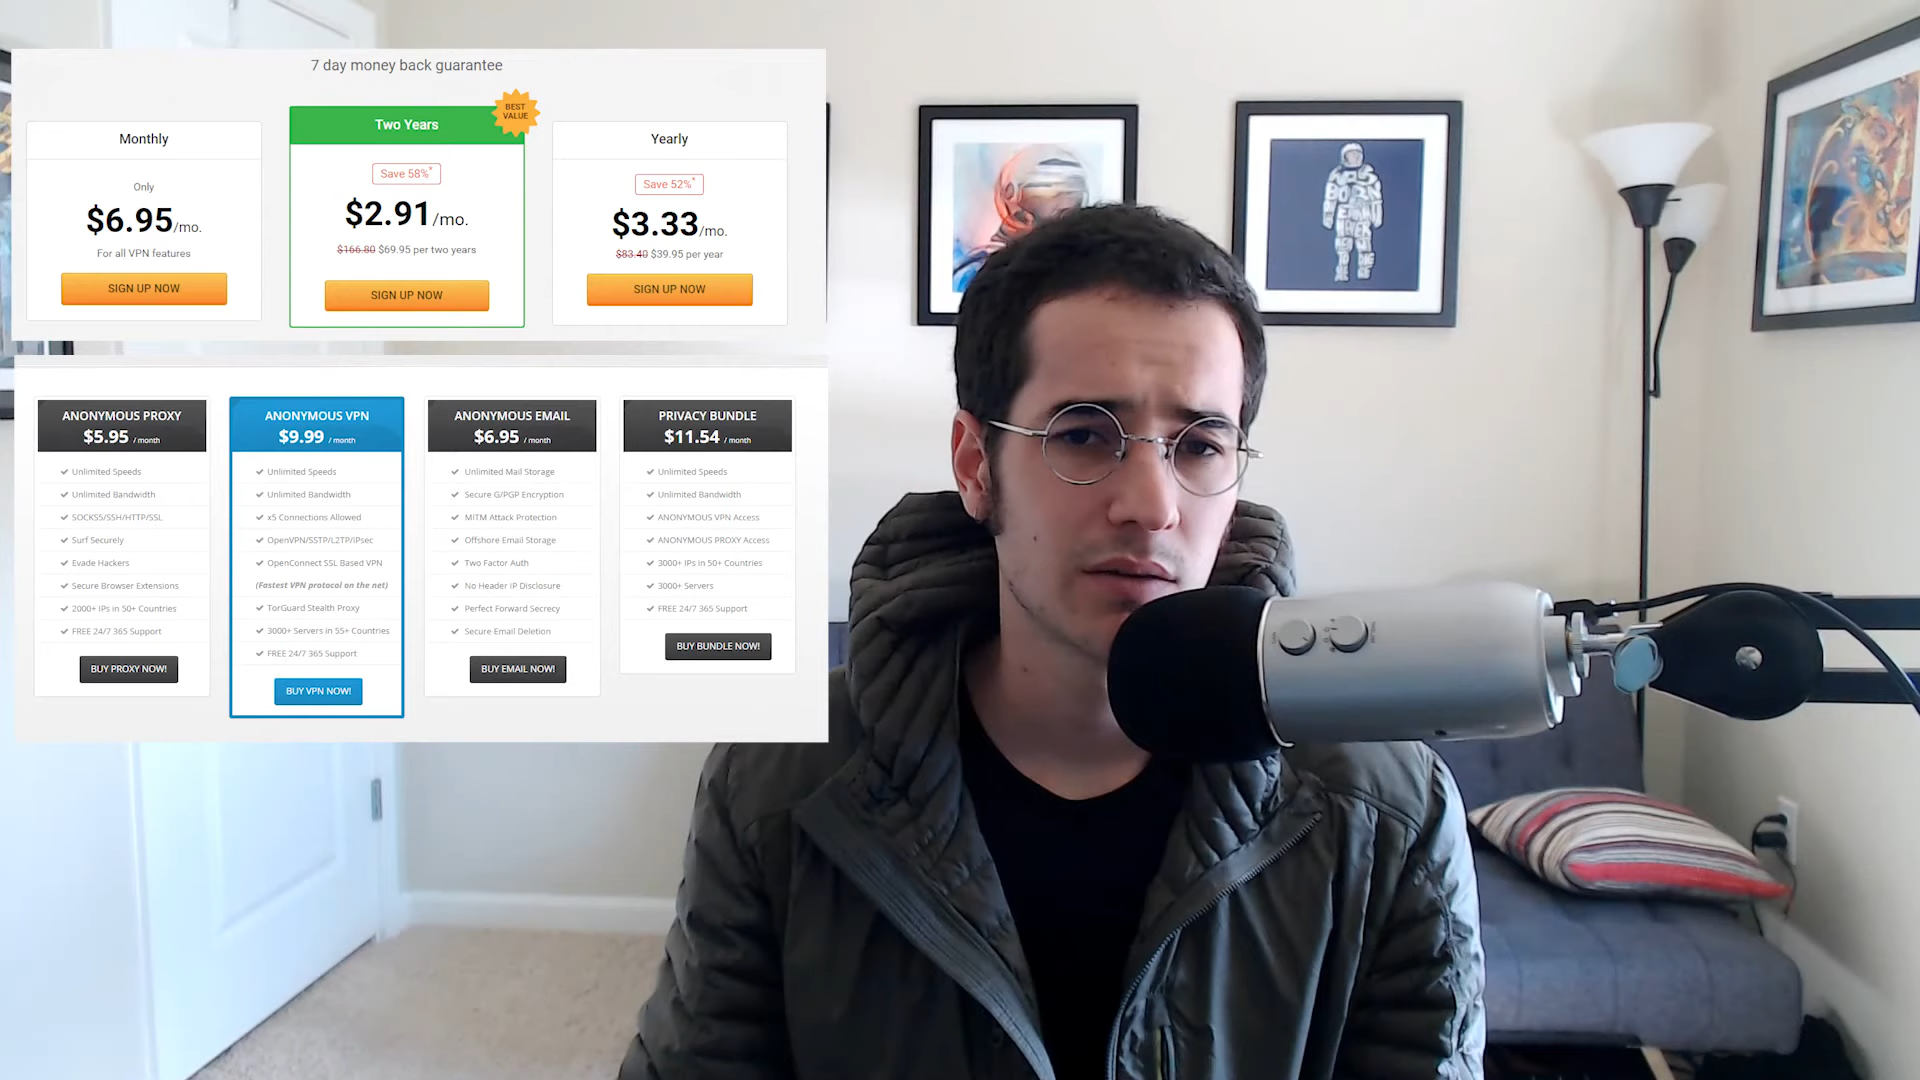 7 day money back guarantee
Monthly
Only
$6.95/mo.
For all VPN features
SIGN UP NOW
BEST
VALUE
Two Years
Save 58%*
$2.91/mo.
$166.80 $69.95 per two years
SIGN UP NOW
Yearly
Save 52%*
$3.33/mo.
$83.40 $39.95 per year
SIGN UP NOW
ANONYMOUS PROXY
$5.95 / month
Unlimited Speeds
Unlimited Bandwidth
SOCKS5/SSH/HTTP/SSL
Surf Securely
Evade Hackers
Secure Browser Extensions
2000+ IPs in 50+ Countries
FREE 24/7 365 Support
BUY PROXY NOW!
ANONYMOUS VPN
$9.99 / month
Unlimited Speeds
Unlimited Bandwidth
x5 Connections Allowed
OpenVPN/SSTP/L2TP/IPsec
OpenConnect SSL Based VPN
(Fastest VPN protocol on the net)
TorGuard Stealth Proxy
3000+ Servers in 55+ Countries
FREE 24/7 365 Support
BUY VPN NOW!
ANONYMOUS EMAIL
$6.95 / month
Unlimited Mail Storage
Secure G/PGP Encryption
MITM Attack Protection
Offshore Email Storage
Two Factor Auth
No Header IP Disclosure
Perfect Forward Secrecy
Secure Email Deletion
BUY EMAIL NOW!
PRIVACY BUNDLE
$11.54 / month
Unlimited Speeds
Unlimited Bandwidth
ANONYMOUS VPN Access
ANONYMOUS PROXY Access
3000+ IPs in 50+ Countries
3000+ Servers
FREE 24/7 365 Support
BUY BUNDLE NOW!